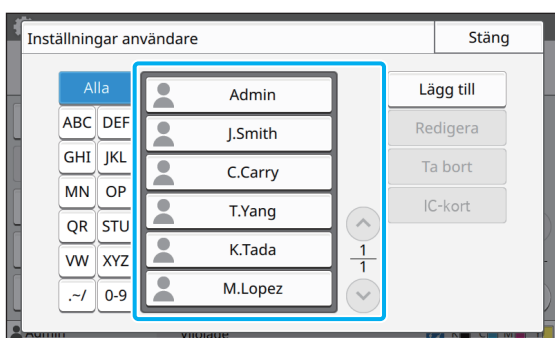 Inställningar användare
Stäng
Alla
ABC DEF
GHI JKL
MN OP
QR STU
VW XYZ
.~/ 0-9
Admin
J.Smith
C.Carry
T.Yang
K.Tada
M.Lopez
1
1
Lägg till
Redigera
Ta bort
IC-kort
Admin